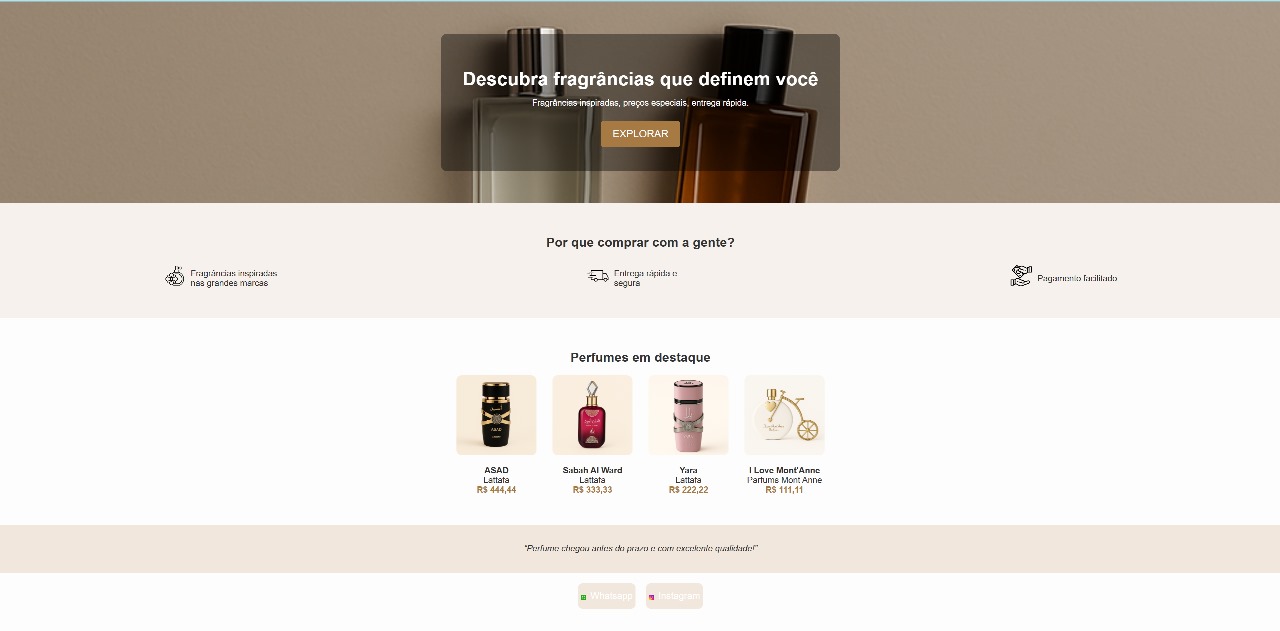 Descubra fragrâncias que definem você
Fragrâncias inspiradas, preços especiais, entrega rápida.
EXPLORAR
Por que comprar com a gente?
Fragrâncias inspiradas
nas grandes marcas
Entrega rápida e
segura
Pagamento facilitado
Perfumes em destaque
ASAD
ASAD
Lattafa
R$ 444,44
Sabah Al Ward
Lattafa
R$ 333,33
Yara
Lattafa
R$ 222,22
I Love Mont'Anne
Parfums Mont Anne
R$ 111,11
"Perfume chegou antes do prazo e com excelente qualidade!"
Whatsapp
Instagram